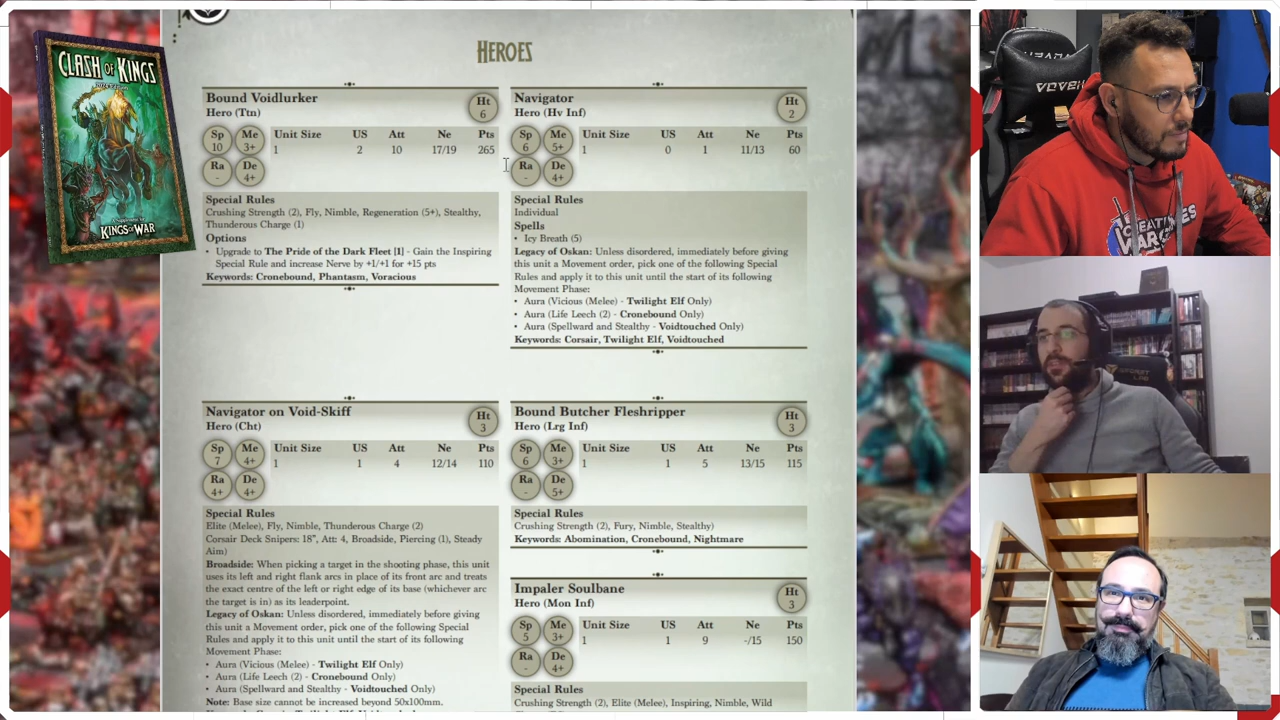 CLASH OF KINGS
KINGS OF WAR
HEROES
Bound Voidlurker
Hero (Ttn)
Ht
6
Sp
10
Me
3+
Unit Size US Att Ne Pts
1 2 10 17/19 265
Ra
-
De
4+
Special Rules
Crushing Strength (2), Fly, Nimble, Regeneration (5+), Stealthy,
Thunderous Charge (1)
Options
• Upgrade to The Pride of the Dark Fleet [1] - Gain the Inspiring
Special Rule and increase Nerve by +1/+1 for +15 pts
Keywords: Cronebound, Phantasm, Voracious
Navigator
Hero (Hv Inf)
Ht
2
Sp
6
Me
5+
Unit Size US Att Ne Pts
1 0 1 11/13 60
Ra
-
De
4+
Special Rules
Individual
Spells
• Icy Breath (5)
Legacy of Oskan: Unless disordered, immediately before giving
this unit a Movement order, pick one of the following Special
Rules and apply it to this unit until the start of its following
Movement Phase:
• Aura (Vicious (Melee) - Twilight Elf Only)
• Aura (Life Leech (2) - Cronebound Only)
• Aura (Spellward and Stealthy - Voidtouched Only)
Keywords: Corsair, Twilight Elf, Voidtouched
Navigator on Void-Skiff
Hero (Cht)
Ht
3
Sp
7
Me
4+
Unit Size US Att Ne Pts
1 1 4 12/14 110
Ra
4+
De
4+
Special Rules
Elite (Melee), Fly, Nimble, Thunderous Charge (2)
Corsair Deck Snipers: 18", Att: 4, Broadside, Piercing (1), Steady
Aim)
Broadside: When picking a target in the shooting phase, this unit
uses its left and right flank arcs in place of its front arc and treats
the exact centre of the left or right edge of its base (whichever arc
the target is in) as its leaderpoint.
Legacy of Oskan: Unless disordered, immediately before giving
this unit a Movement order, pick one of the following Special
Rules and apply it to this unit until the start of its following
Movement Phase:
• Aura (Vicious (Melee) - Twilight Elf Only)
• Aura (Life Leech (2) - Cronebound Only)
• Aura (Spellward and Stealthy - Voidtouched Only)
Note: Base size cannot be increased beyond 50x100mm.
Bound Butcher Fleshripper
Hero (Lrg Inf)
Ht
3
Sp
6
Me
3+
Unit Size US Att Ne Pts
1 1 5 13/15 115
Ra
-
De
5+
Special Rules
Crushing Strength (2), Fury, Nimble, Stealthy)
Keywords: Abomination, Cronebound, Nightmare
Impaler Soulbane
Hero (Mon Inf)
Ht
3
Sp
5
Me
3+
Unit Size US Att Ne Pts
1 1 9 -/15 150
Ra
-
De
4+
Special Rules
Crushing Strength (2), Elite (Melee), Inspiring, Nimble, Wild